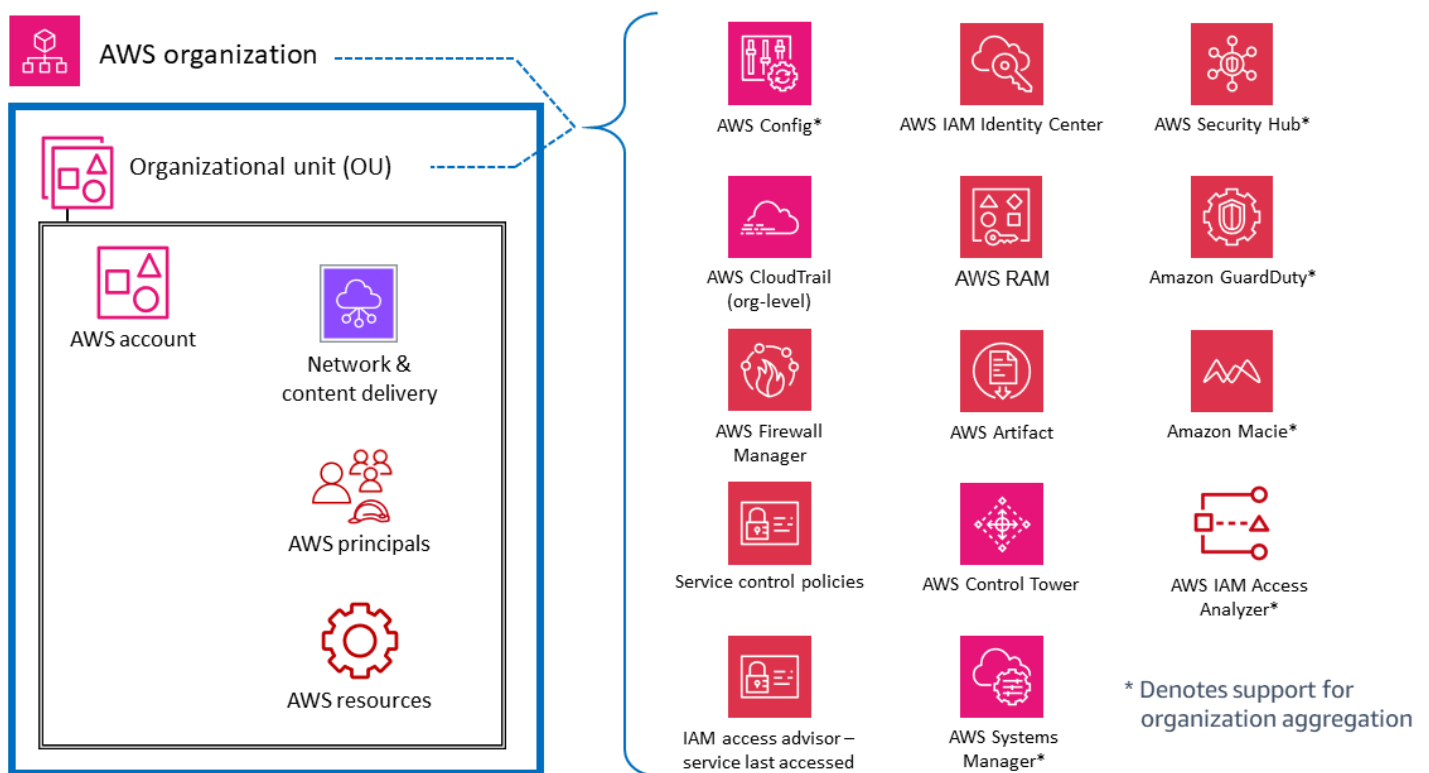 AWS organization
Organizational unit (OU)
AWS account
Network &
content delivery
AWS principals
AWS resources
AWS Config*
AWS IAM Identity Center
AWS Security Hub*
AWS CloudTrail
(org-level)
AWS RAM
Amazon GuardDuty*
AWS Firewall
Manager
AWS Artifact
Amazon Macie*
Service control policies
AWS Control Tower
AWS IAM Access
Analyzer*
IAM access advisor –
service last accessed
AWS Systems
Manager*
* Denotes support for
organization aggregation